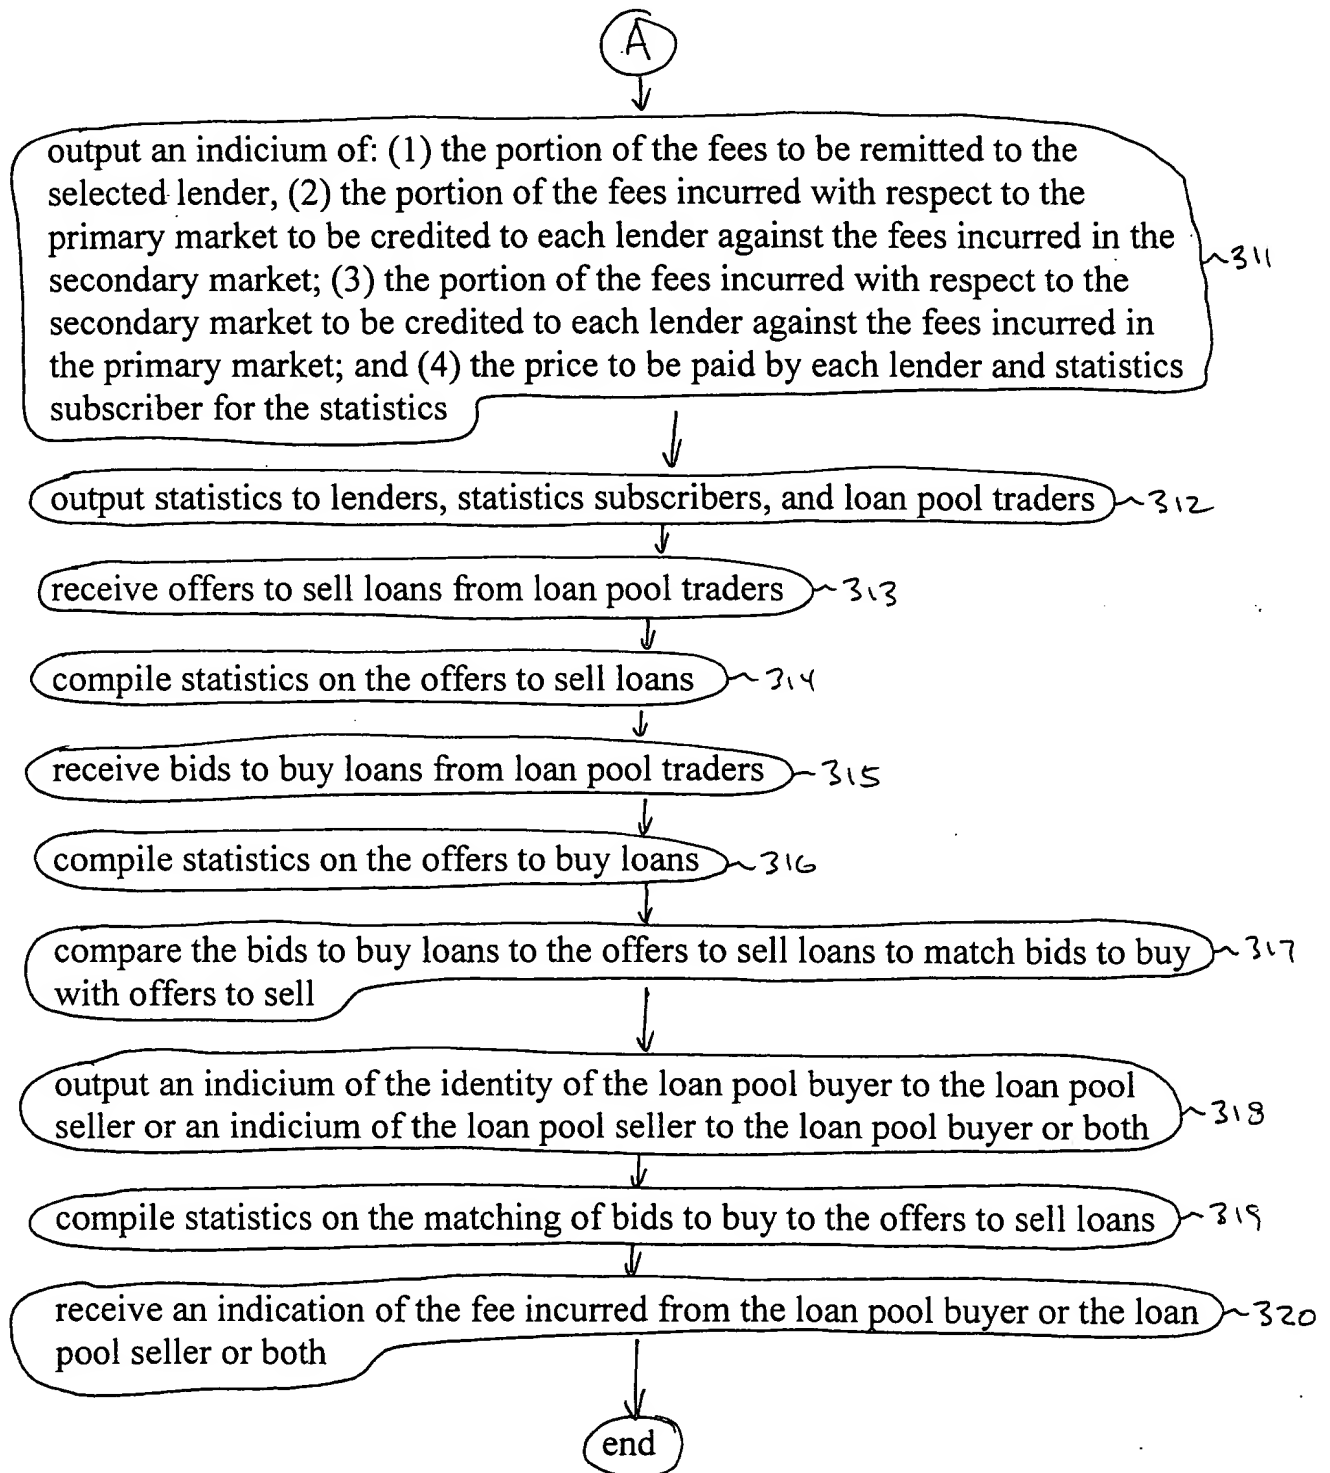 A
output an indicium of: (1) the portion of the fees to be remitted to the
selected lender, (2) the portion of the fees incurred with respect to the
primary market to be credited to each lender against the fees incurred in the
secondary market; (3) the portion of the fees incurred with respect to the
secondary market to be credited to each lender against the fees incurred in
the primary market; and (4) the price to be paid by each lender and statistics
subscriber for the statistics
311
output statistics to lenders, statistics subscribers, and loan pool traders
312
receive offers to sell loans from loan pool traders
313
compile statistics on the offers to sell loans
314
receive bids to buy loans from loan pool traders
315
compile statistics on the offers to buy loans
316
compare the bids to buy loans to the offers to sell loans to match bids to buy
with offers to sell
317
output an indicium of the identity of the loan pool buyer to the loan pool
seller or an indicium of the loan pool seller to the loan pool buyer or both
318
compile statistics on the matching of bids to buy to the offers to sell loans
319
receive an indication of the fee incurred from the loan pool buyer or the loan
pool seller or both
320
end